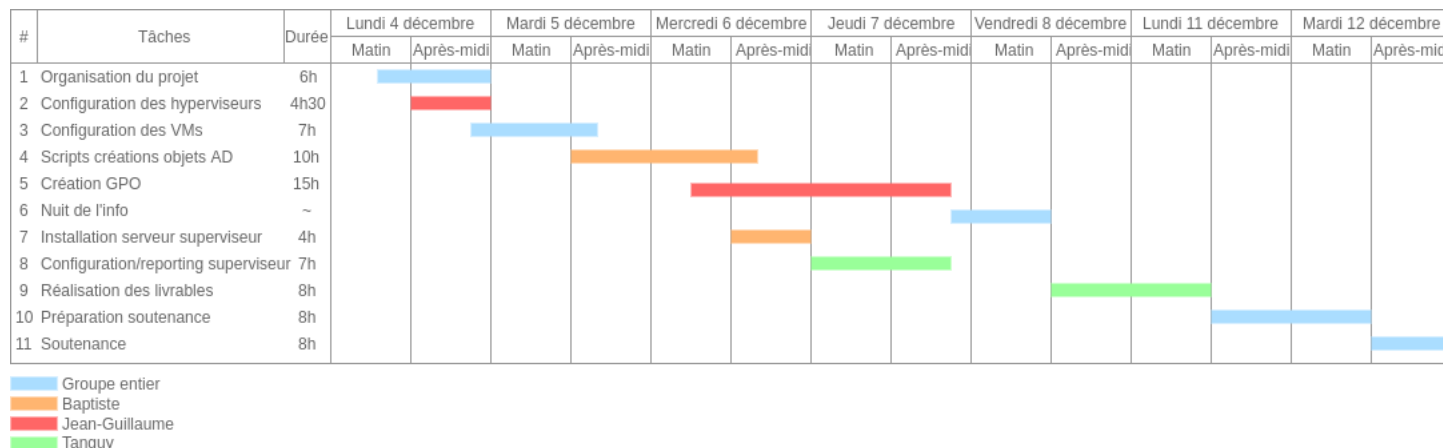 # Tâches Durée Lundi 4 décembre Mardi 5 décembre Mercredi 6 décembre Jeudi 7 décembre Vendredi 8 décembre Lundi 11 décembre Mardi 12 décembre
Matin Après-midi Matin Après-midi Matin Après-midi Matin Après-midi Matin Après-midi Matin Après-midi Matin Après-mid
1 Organisation du projet 6h
2 Configuration des hyperviseurs 4h30
3 Configuration des VMs 7h
4 Scripts créations objets AD 10h
5 Création GPO 15h
6 Nuit de l'info ~
7 Installation serveur superviseur 4h
8 Configuration/reporting superviseur 7h
9 Réalisation des livrables 8h
10 Préparation soutenance 8h
11 Soutenance 8h
Groupe entier
Baptiste
Jean-Guillaume
Tanguy